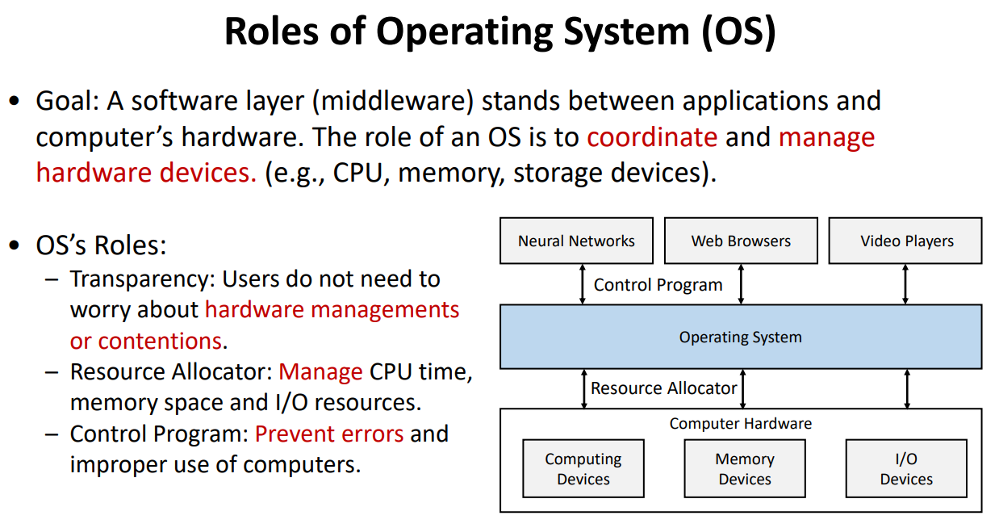 Roles of Operating System (OS)
• Goal: A software layer (middleware) stands between applications and
computer’s hardware. The role of an OS is to coordinate and manage
hardware devices. (e.g., CPU, memory, storage devices).
• OS’s Roles:
– Transparency: Users do not need to
worry about hardware managements
or contentions.
– Resource Allocator: Manage CPU time,
memory space and I/O resources.
– Control Program: Prevent errors and
improper use of computers.
Neural Networks
Web Browsers
Video Players
Control Program
Operating System
Resource Allocator
Computer Hardware
Computing
Devices
Memory
Devices
I/O
Devices